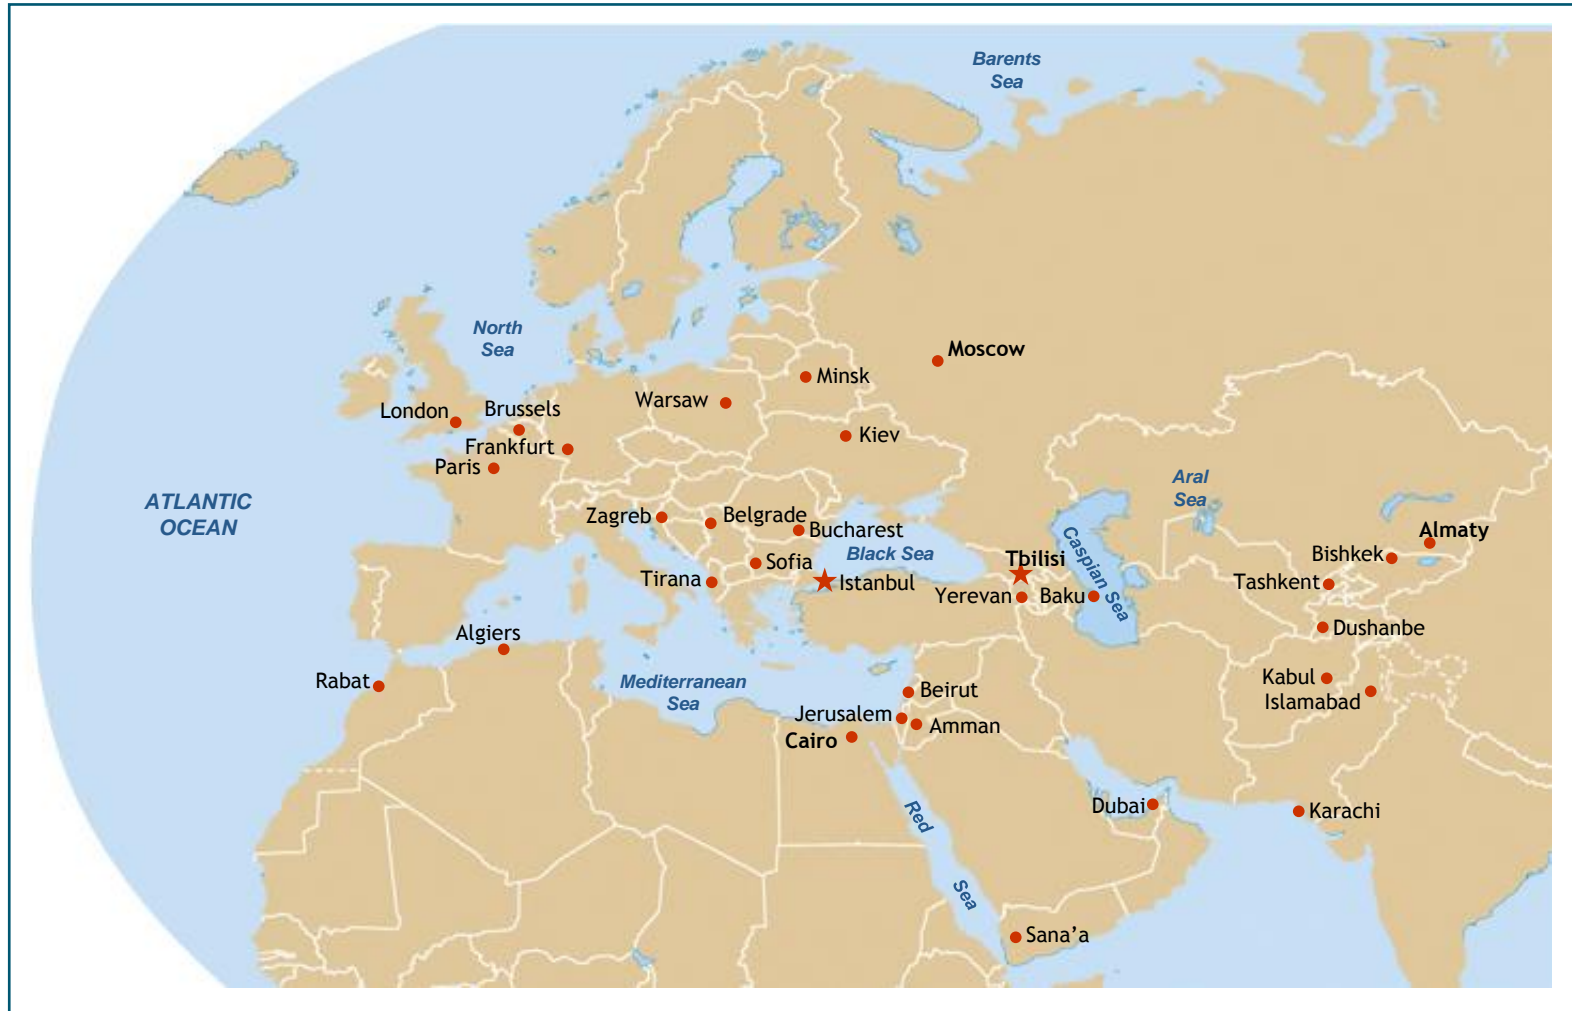 Barents
Sea
North
Sea
Moscow
Minsk
Warsaw
London
Brussels
Kiev
Frankfurt
Paris
Aral
Sea
ATLANTIC
OCEAN
Zagreb
Belgrade
Bucharest
Almaty
Black Sea
Caspian Sea
Bishkek
Tbilisi
Sofia
Tirana
Istanbul
Tashkent
Yerevan
Baku
Dushanbe
Algiers
Rabat
Mediterranean
Sea
Kabul
Islamabad
Beirut
Jerusalem
Amman
Cairo
Dubai
Karachi
Red
Sea
Sana’a